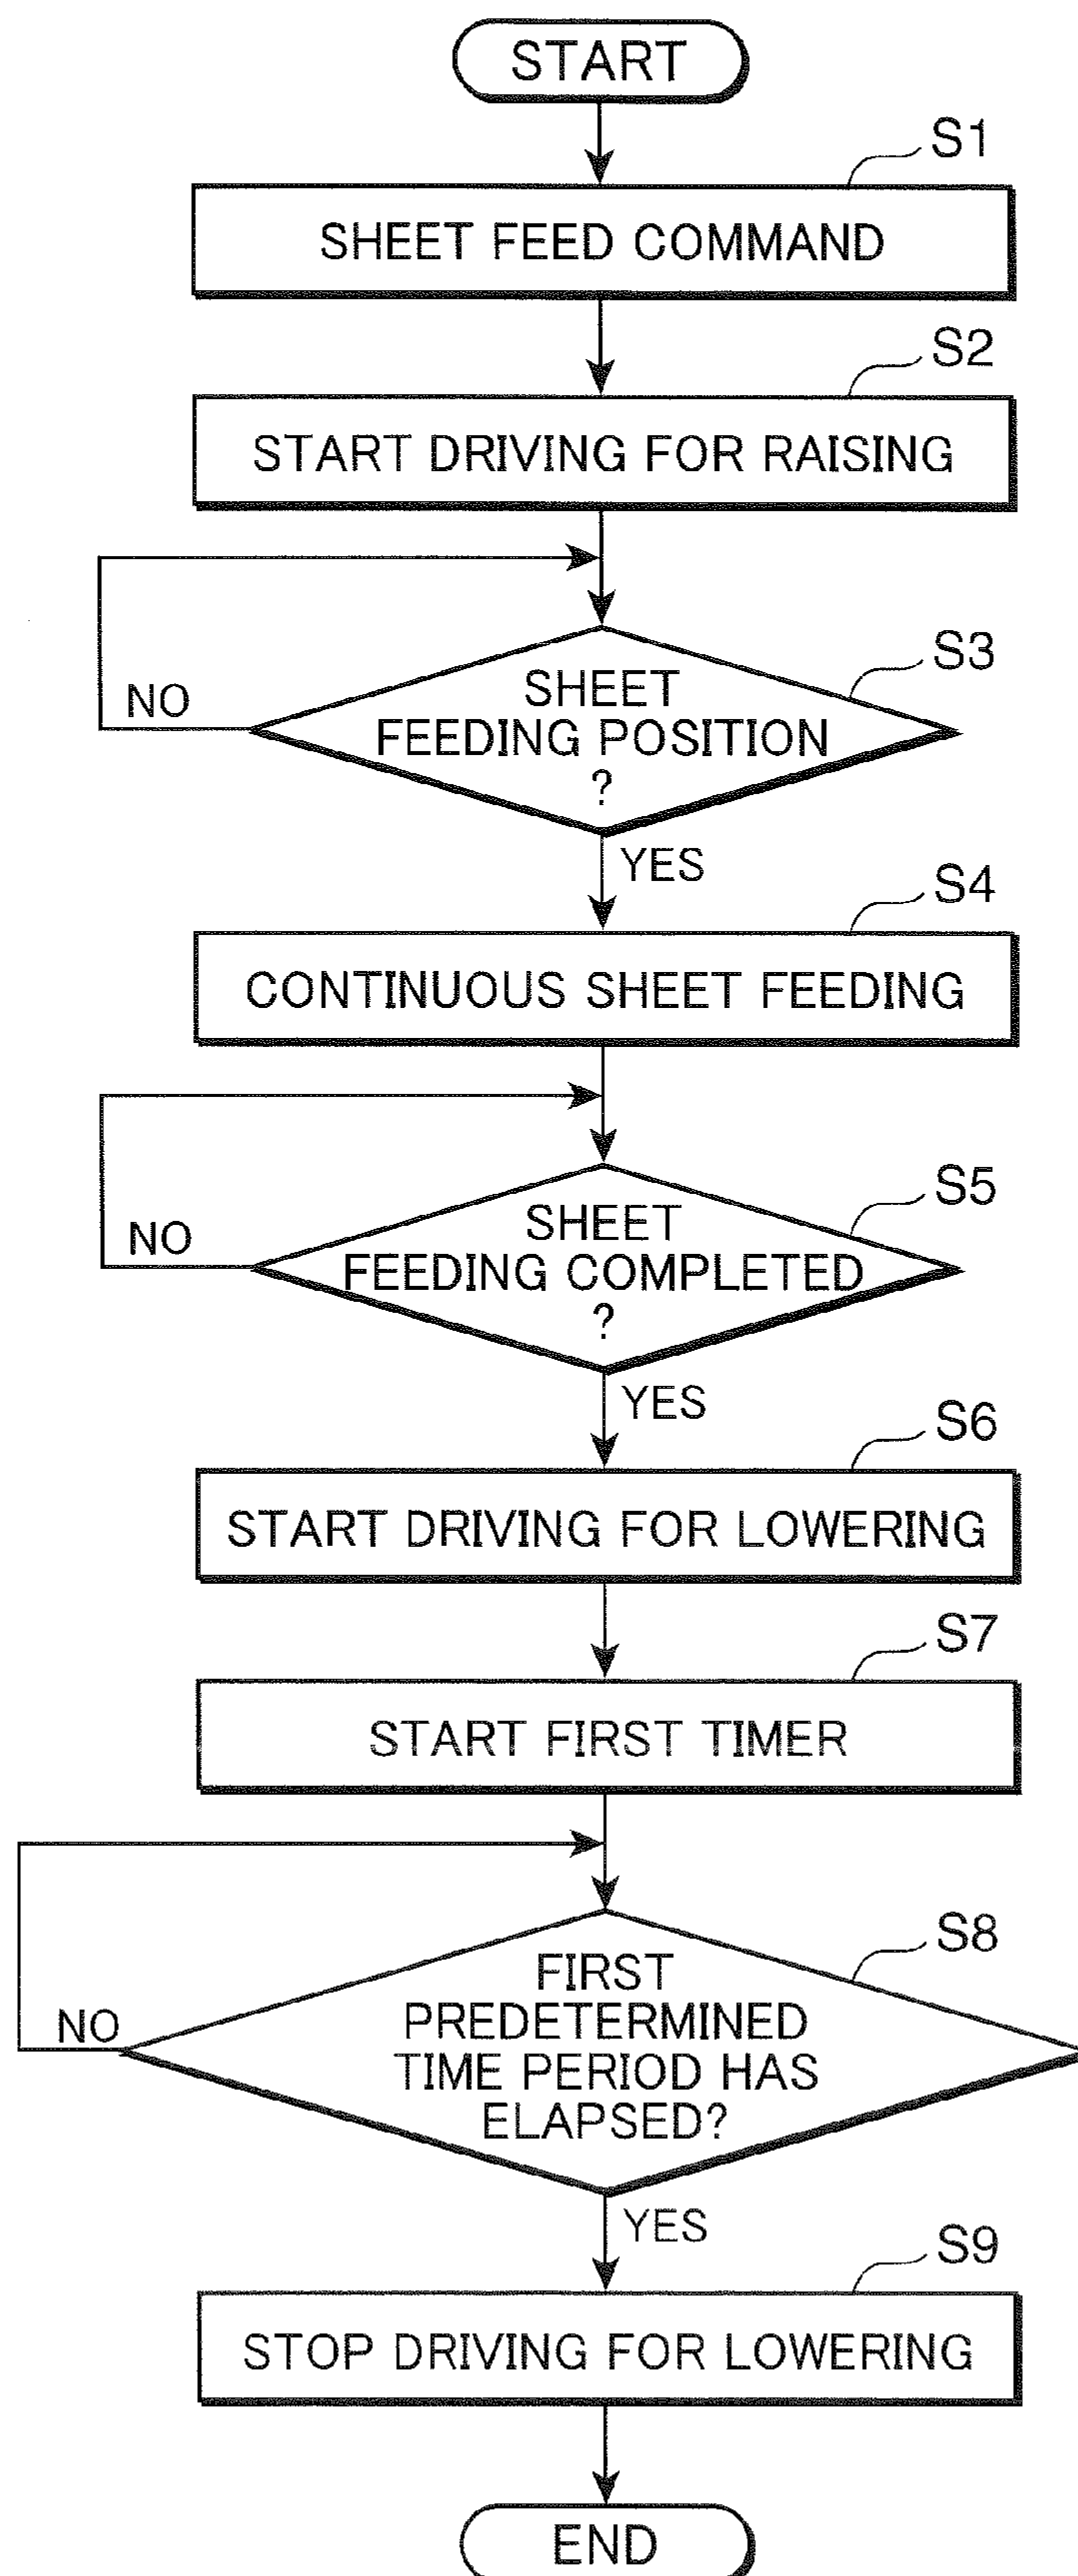 START
S1
SHEET FEED COMMAND
S2
START DRIVING FOR RAISING
S3
SHEET
FEEDING POSITION
?
NO
YES
S4
CONTINUOUS SHEET FEEDING
S5
SHEET
FEEDING COMPLETED
?
NO
YES
S6
START DRIVING FOR LOWERING
S7
START FIRST TIMER
S8
FIRST
PREDETERMINED
TIME PERIOD HAS
ELAPSED?
NO
YES
S9
STOP DRIVING FOR LOWERING
END